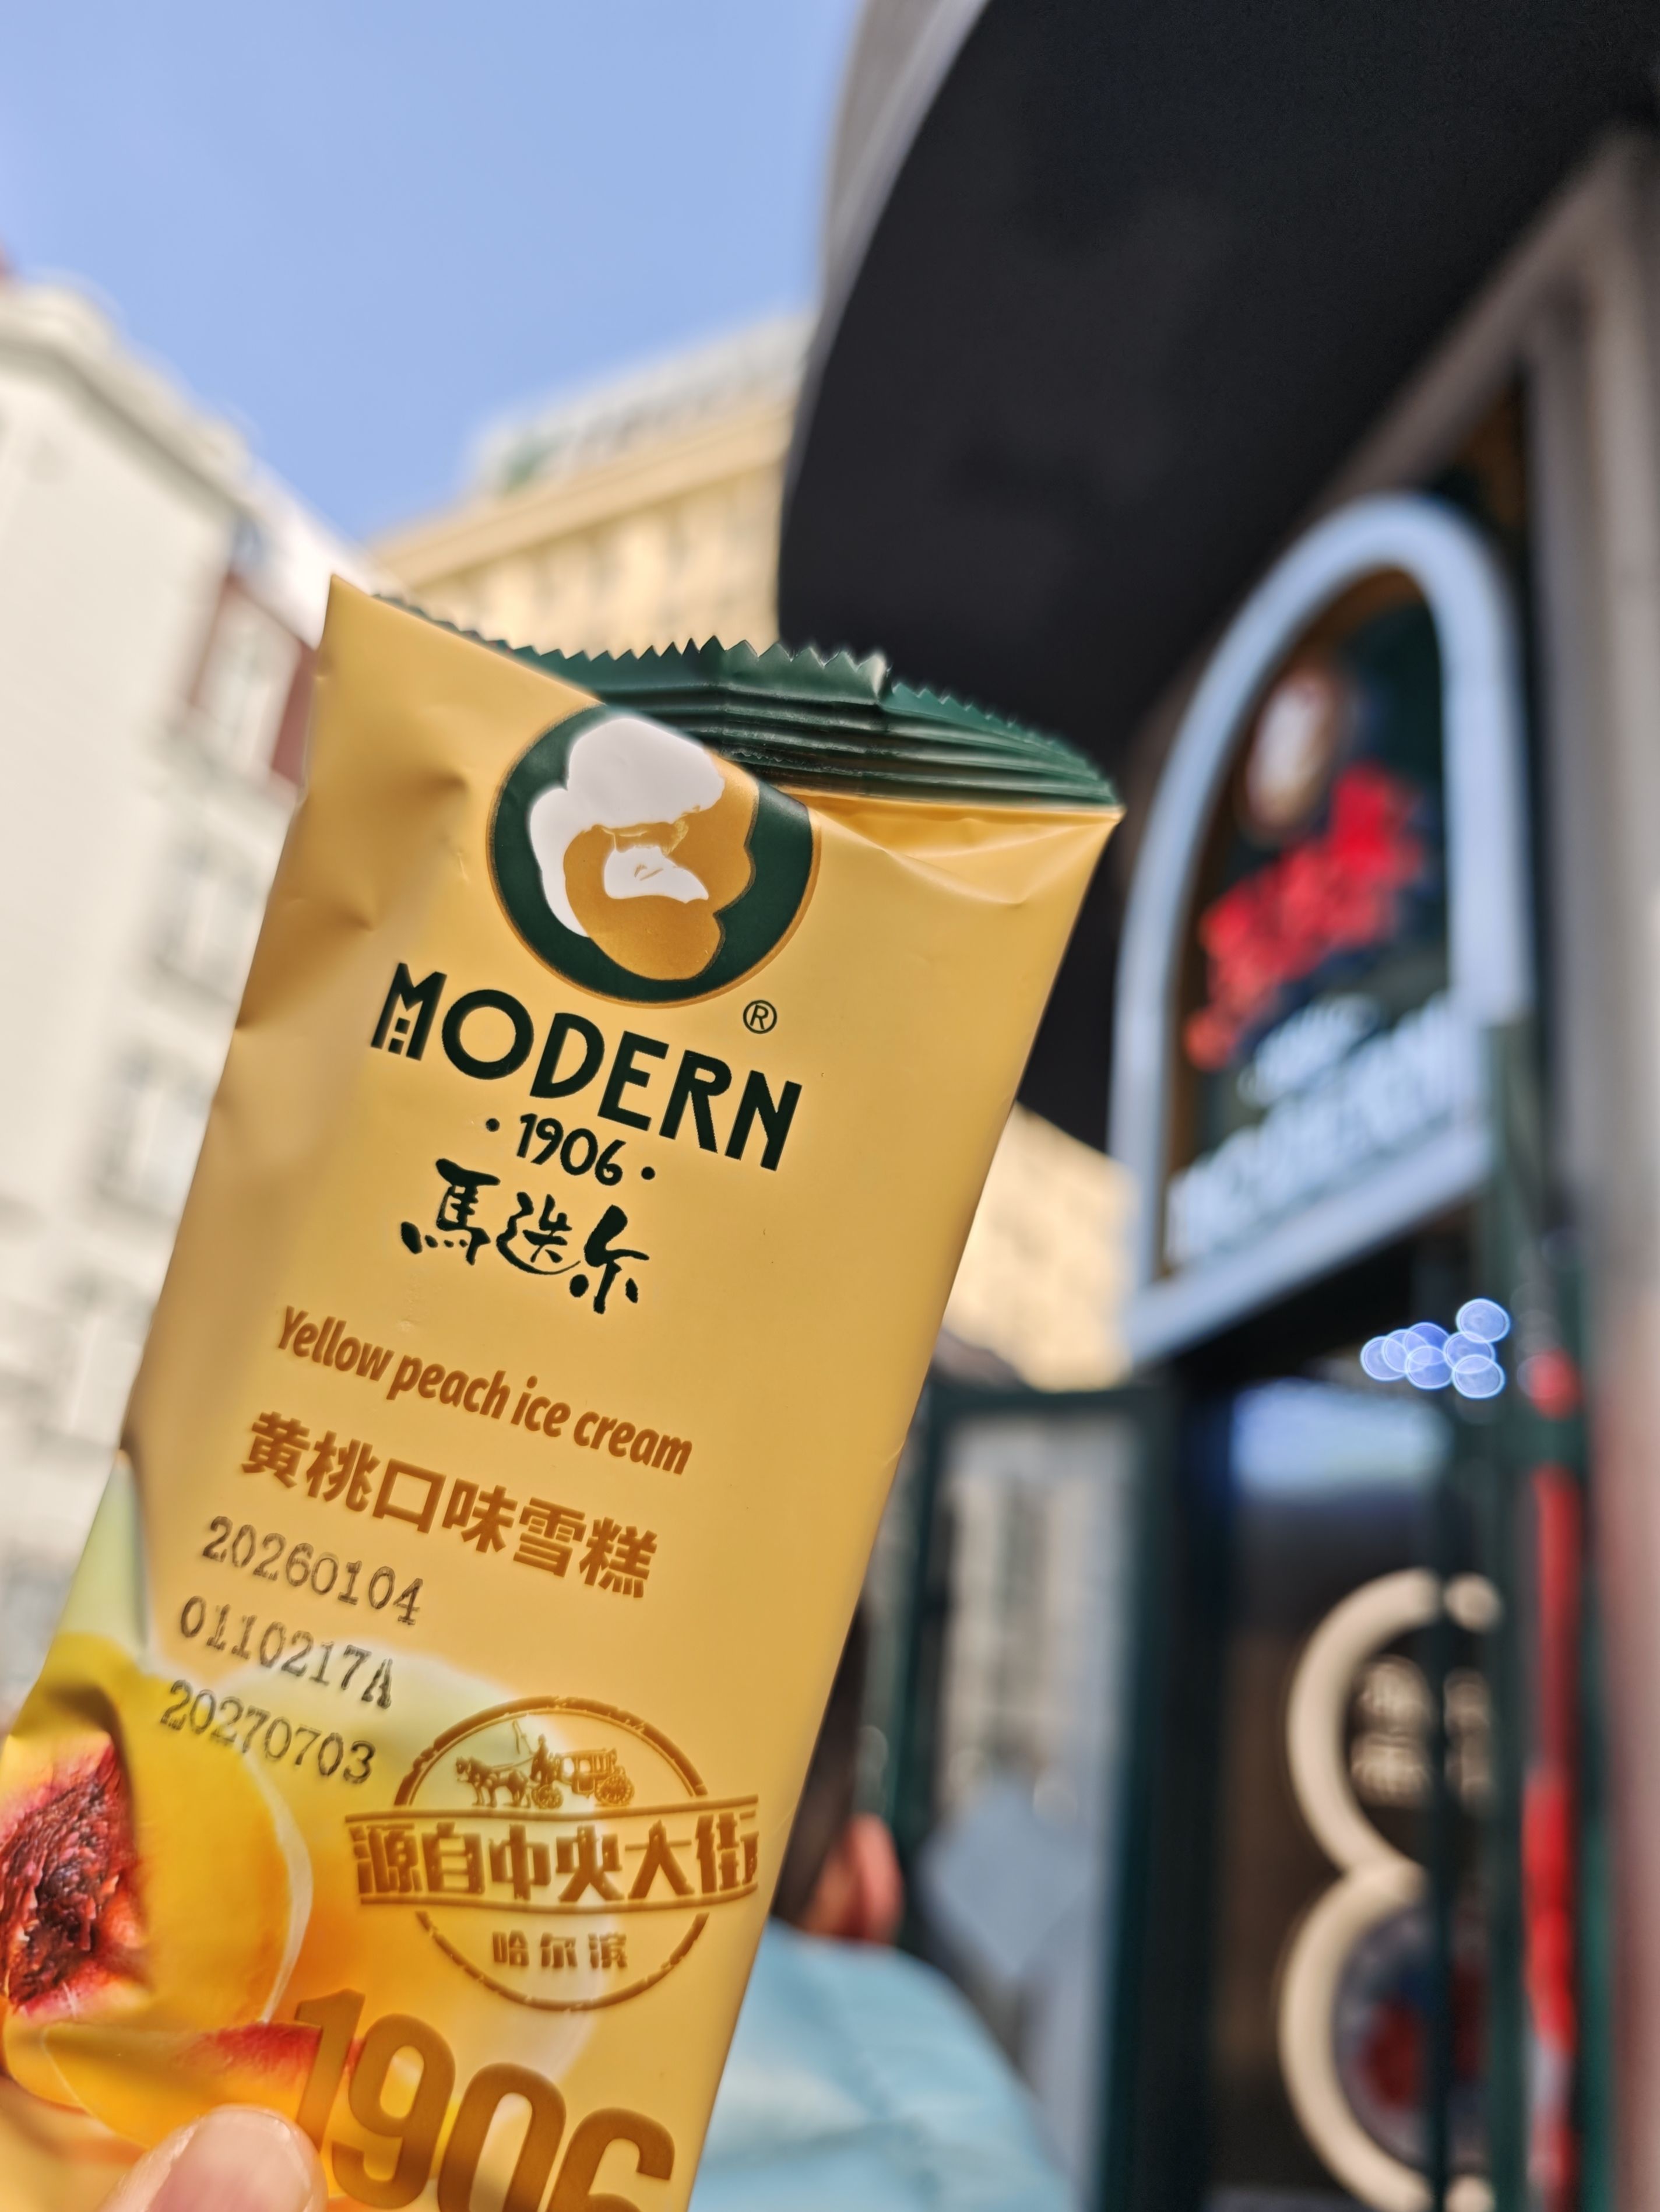 MODERN
®
·1906·
馬迭尔
Yellow peach ice cream
黄桃口味雪糕
20260104
0110217A
20270703
源自中央大街
哈尔滨
1906